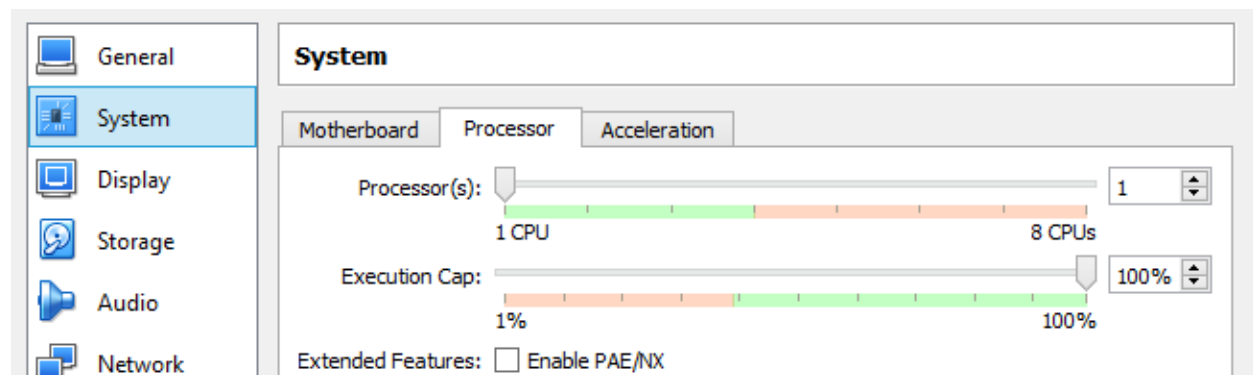 General
System
Display
Storage
Audio
Network
System
Motherboard Processor Acceleration
Processor(s): 1
1 CPU 8 CPUs
Execution Cap: 100%
1% 100%
Extended Features: Enable PAE/NX